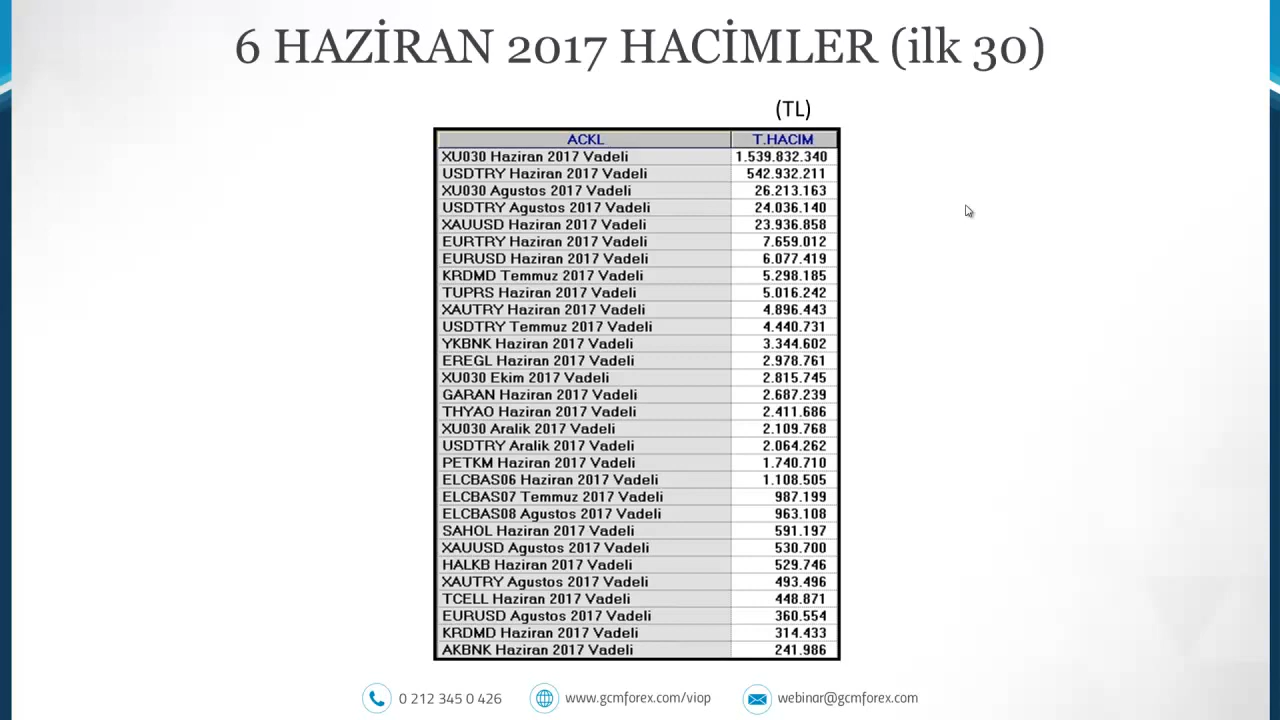 6 HAZİRAN 2017 HACİMLER (ilk 30)
(TL)
ACKL T.HACIM
XU030 Haziran 2017 Vadeli 1.539.832.340
USDTRY Haziran 2017 Vadeli 542.932.211
XU030 Agustos 2017 Vadeli 26.213.163
USDTRY Agustos 2017 Vadeli 24.036.140
XAUUSD Haziran 2017 Vadeli 23.936.858
EURTRY Haziran 2017 Vadeli 7.659.012
EURUSD Haziran 2017 Vadeli 6.077.419
KRDMD Temmuz 2017 Vadeli 5.298.185
TUPRS Haziran 2017 Vadeli 5.016.242
XAUTRY Haziran 2017 Vadeli 4.896.443
USDTRY Temmuz 2017 Vadeli 4.440.731
YKBNK Haziran 2017 Vadeli 3.344.602
EREGL Haziran 2017 Vadeli 2.978.761
XU030 Ekim 2017 Vadeli 2.815.745
GARAN Haziran 2017 Vadeli 2.687.239
THYAO Haziran 2017 Vadeli 2.411.686
XU030 Aralik 2017 Vadeli 2.109.768
USDTRY Aralik 2017 Vadeli 2.064.262
PETKM Haziran 2017 Vadeli 1.740.710
ELCBAS06 Haziran 2017 Vadeli 1.108.505
ELCBAS07 Temmuz 2017 Vadeli 987.199
ELCBAS08 Agustos 2017 Vadeli 963.108
SAHOL Haziran 2017 Vadeli 591.197
XAUUSD Agustos 2017 Vadeli 530.700
HALKB Haziran 2017 Vadeli 529.746
XAUTRY Agustos 2017 Vadeli 493.496
TCELL Haziran 2017 Vadeli 448.871
EURUSD Agustos 2017 Vadeli 360.554
KRDMD Haziran 2017 Vadeli 314.433
AKBNK Haziran 2017 Vadeli 241.986
0 212 345 0 426 www.gcmforex.com/viop webinar@gcmforex.com